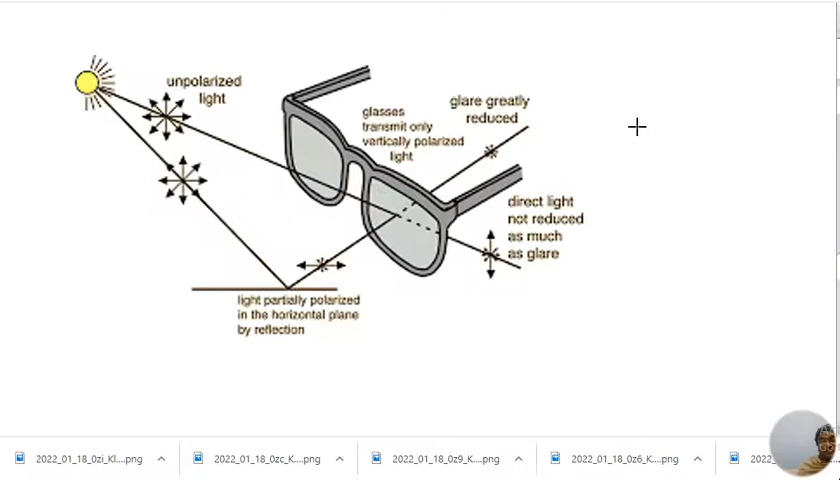 unpolarized
light
glasses
transmit only
vertically polarized
light
glare greatly
reduced
direct light
not reduced
as much
as glare
light partially polarized
in the horizontal plane
by reflection
2022_01_18_0zi_Kl....png
2022_01_18_0zc_K....png
2022_01_18_0z9_K....png
2022_01_18_0z6_K....png
2022_01_18_0z